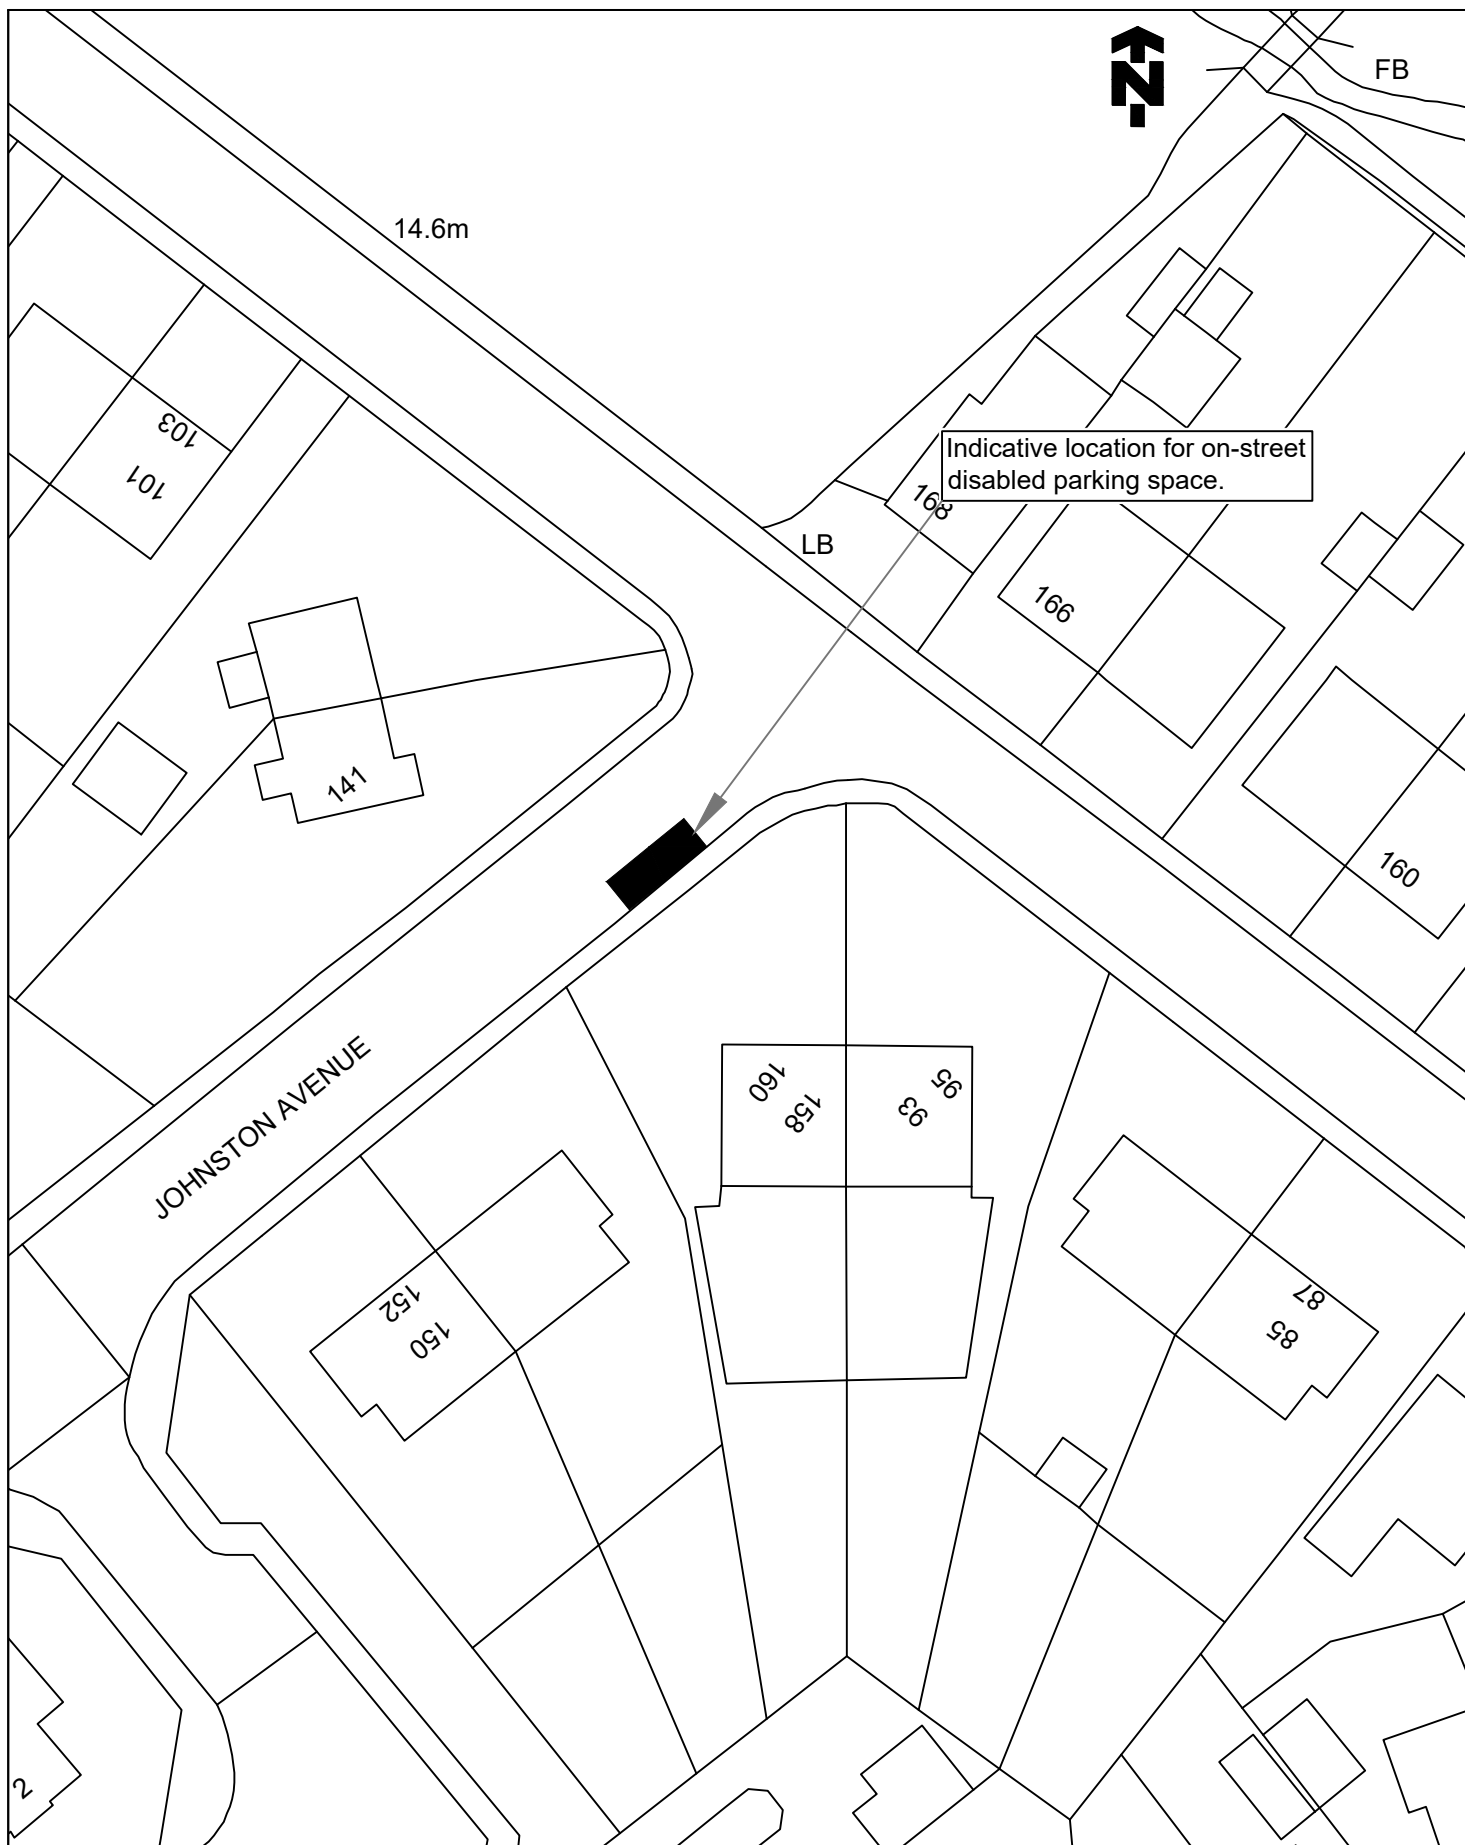 N
FB
14.6m
103
101
Indicative location for on-street
disabled parking space.
168
LB
166
141
160
JOHNSTON AVENUE
160
158
95
93
152
150
87
85
2